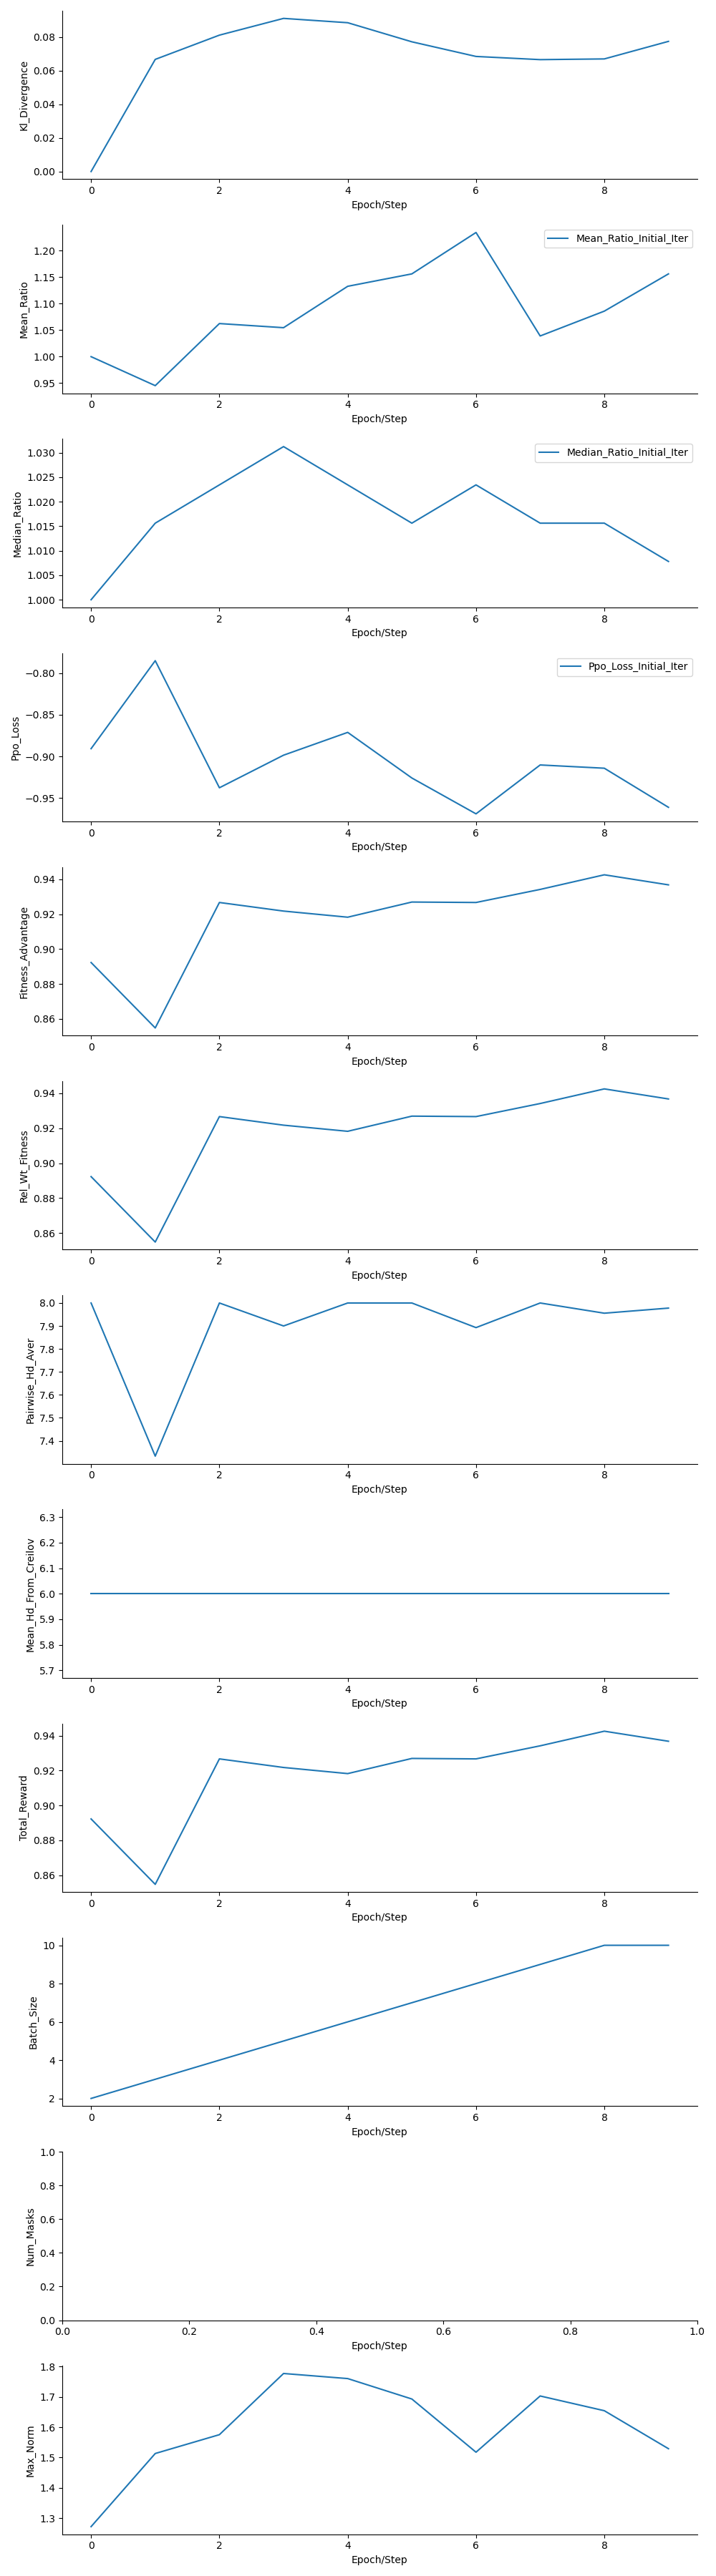 0.08
0.06
0.04
0.02
0.00
Kl_Divergence
0 2 4 6 8
Epoch/Step
Mean_Ratio_Initial_Iter
1.20
1.15
1.10
1.05
1.00
0.95
Mean_Ratio
0 2 4 6 8
Epoch/Step
Median_Ratio_Initial_Iter
1.030
1.025
1.020
1.015
1.010
1.005
1.000
Median_Ratio
0 2 4 6 8
Epoch/Step
Ppo_Loss_Initial_Iter
−0.80
−0.85
−0.90
−0.95
Ppo_Loss
0 2 4 6 8
Epoch/Step
0.94
0.92
0.90
0.88
0.86
Fitness_Advantage
0 2 4 6 8
Epoch/Step
0.94
0.92
0.90
0.88
0.86
Rel_Wt_Fitness
0 2 4 6 8
Epoch/Step
8.0
7.9
7.8
7.7
7.6
7.5
7.4
Pairwise_Hd_Aver
0 2 4 6 8
Epoch/Step
6.3
6.2
6.1
6.0
5.9
5.8
5.7
Mean_Hd_From_Creilov
0 2 4 6 8
Epoch/Step
0.94
0.92
0.90
0.88
0.86
Total_Reward
0 2 4 6 8
Epoch/Step
10
8
6
4
2
Batch_Size
0 2 4 6 8
Epoch/Step
1.0
0.8
0.6
0.4
0.2
0.0
Num_Masks
0.0 0.2 0.4 0.6 0.8 1.0
Epoch/Step
1.8
1.7
1.6
1.5
1.4
1.3
Max_Norm
0 2 4 6 8
Epoch/Step